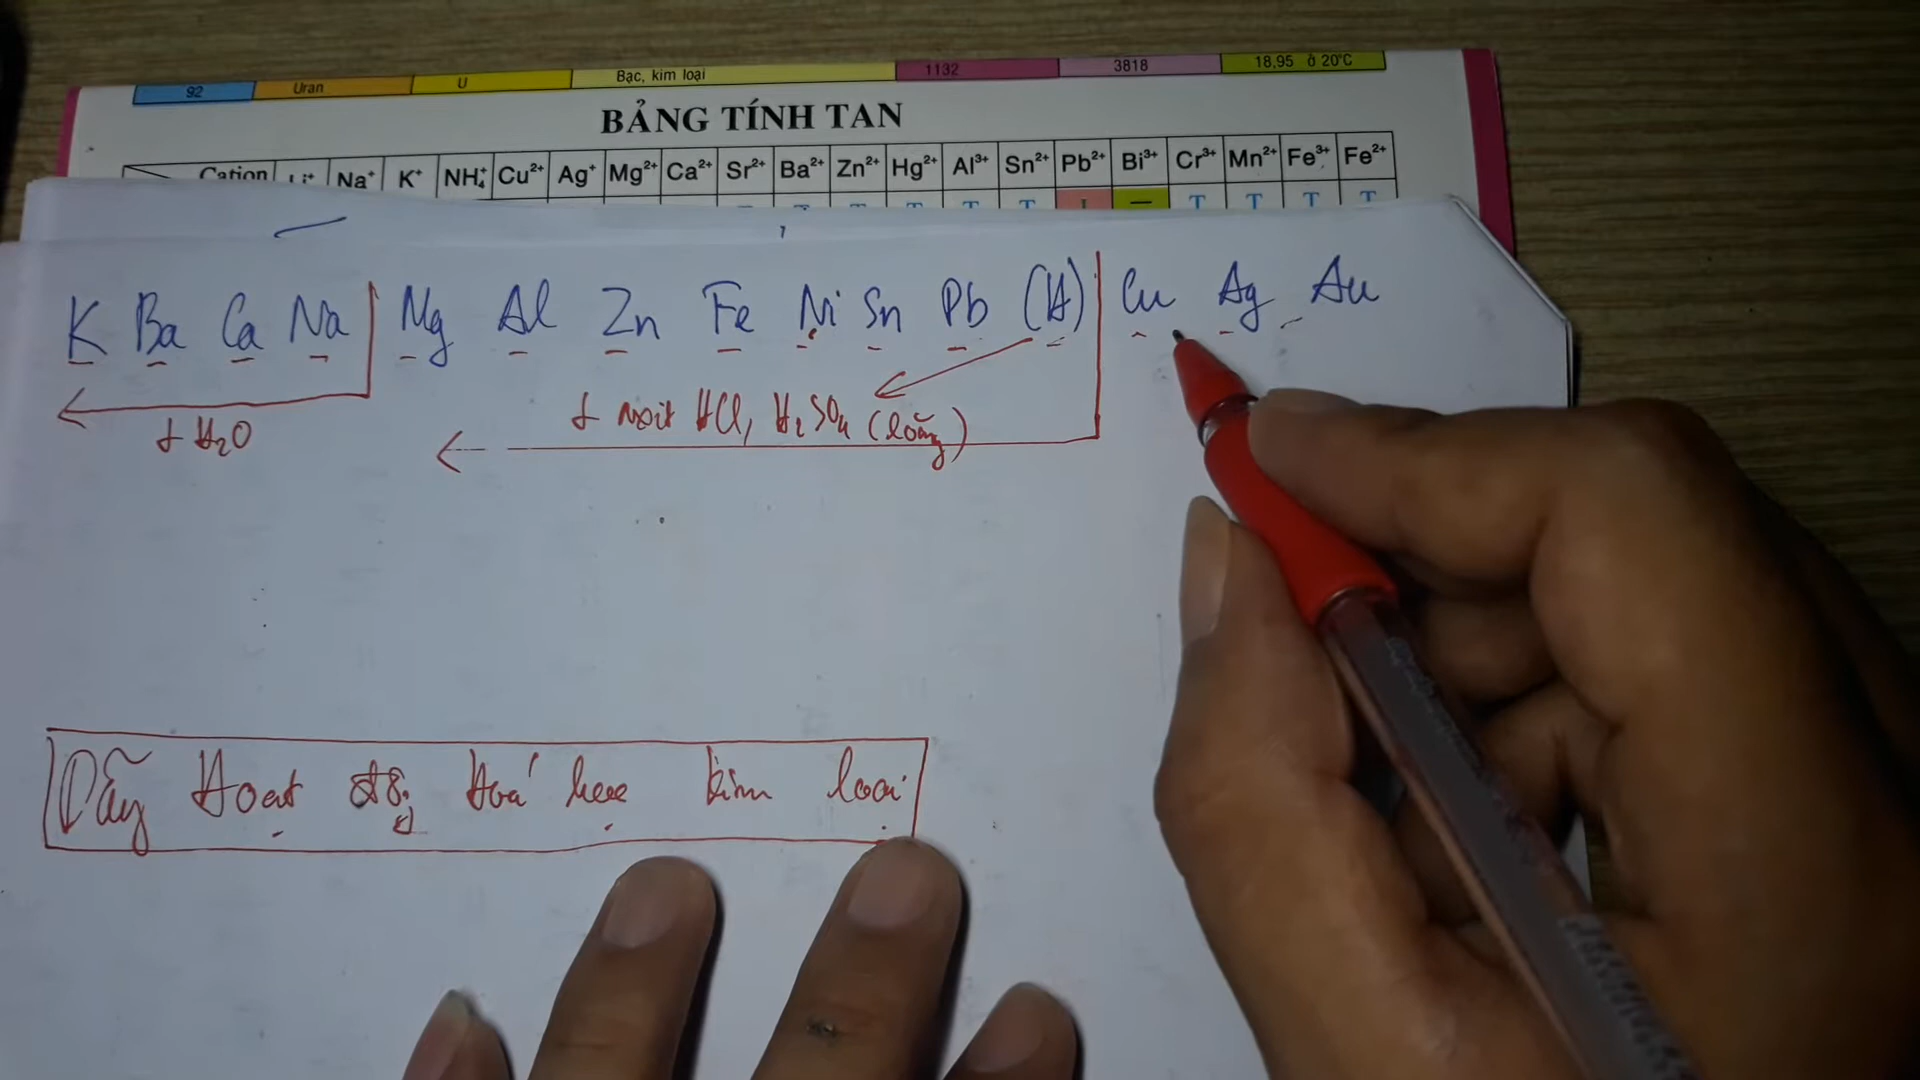 92 Uran U Bạc, kim loại 1132 3818 18,95 ở 20°C
BẢNG TÍNH TAN
Cation Li⁺ Na⁺ K⁺ NH₄⁺ Cu²⁺ Ag⁺ Mg²⁺ Ca²⁺ Sr²⁺ Ba²⁺ Zn²⁺ Hg²⁺ Al³⁺ Sn²⁺ Pb²⁺ Bi³⁺ Cr³⁺ Mn²⁺ Fe³⁺ Fe²⁺
T T T T T I — T T T T
K Ba Ca Na Mg Al Zn Fe Ni Sn Pb (H) Cu Ag Au
+ H₂O
+ axit HCl, H₂SO₄ (loãng)
Dãy Hoạt độg Hoá học kim loại